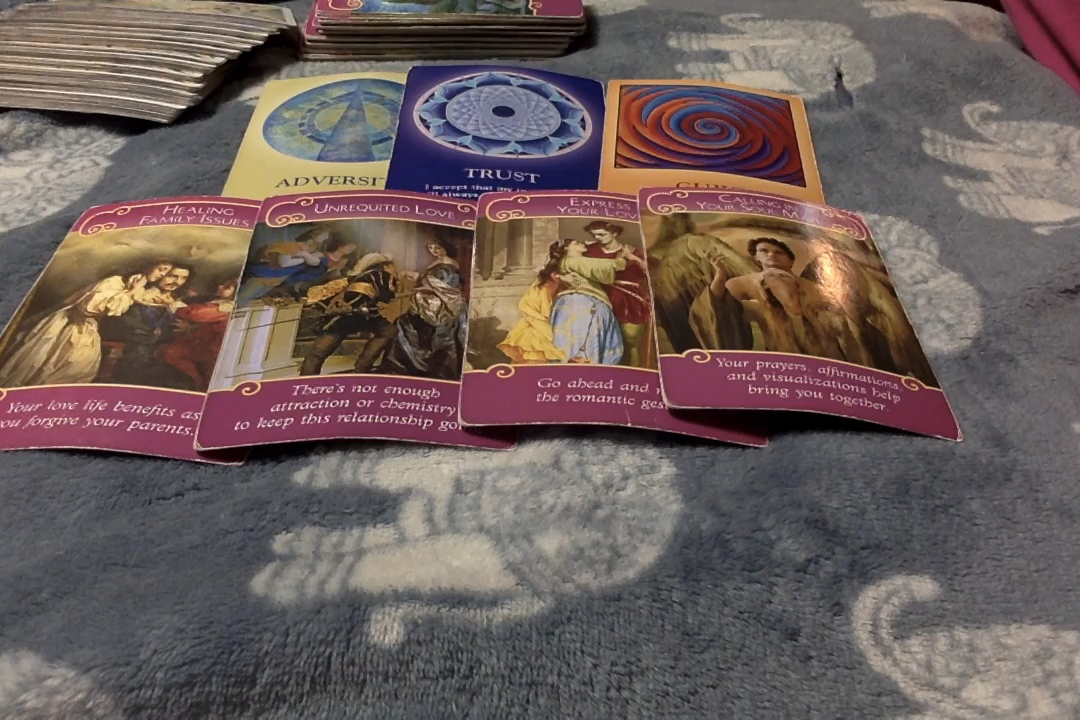 ADVERSI
TRUST
I accept that my
HEALING
FAMILY ISSUES
Your love life benefits as
you forgive your parents.
UNREQUITED LOVE
There's not enough
attraction or chemistry
to keep this relationship go
EXPRESS
YOUR LOV
Go ahead and
the romantic ges
CALLING IN
YOUR SOUL M
Your prayers, affirmations,
and visualizations help
bring you together.